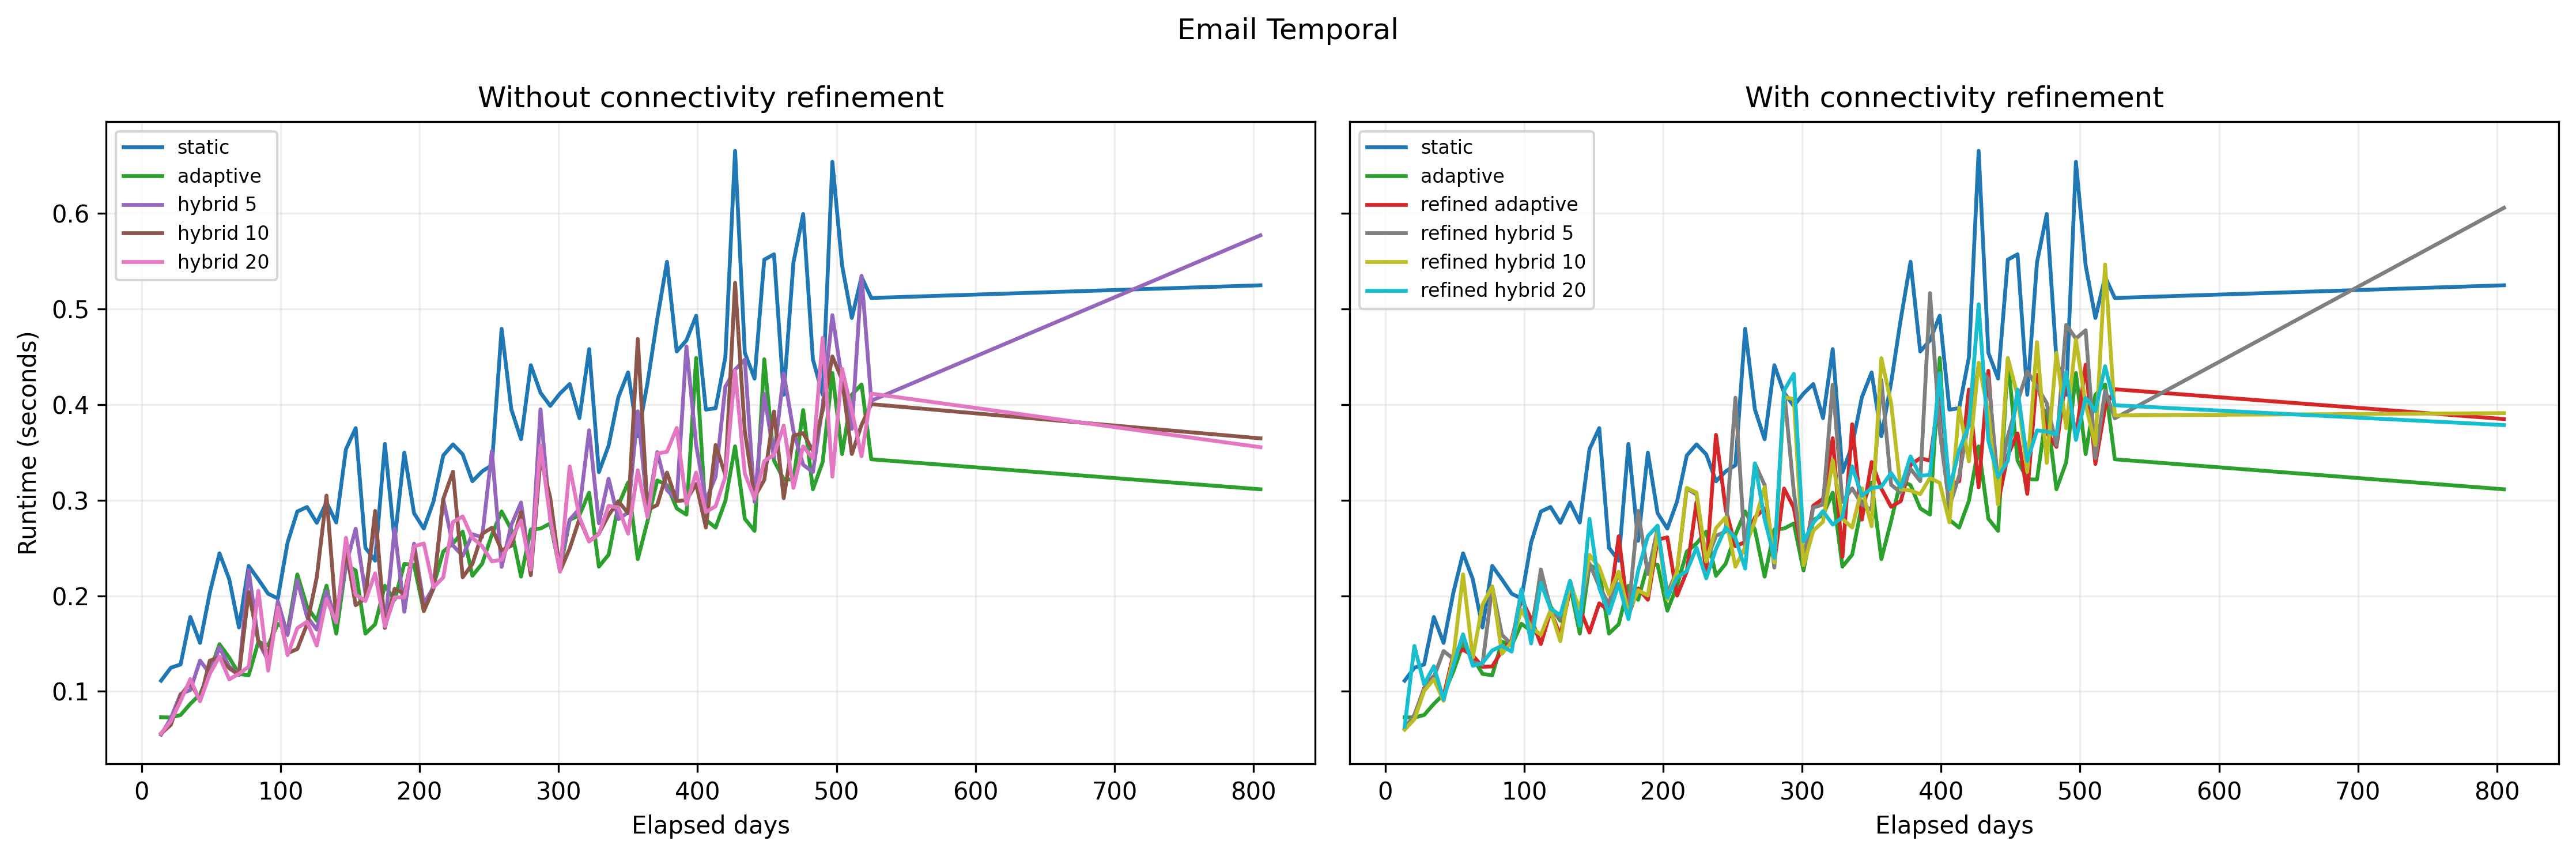 Email Temporal
Without connectivity refinement
static
adaptive
hybrid 5
hybrid 10
hybrid 20
Runtime (seconds)
0.6
0.5
0.4
0.3
0.2
0.1
0 100 200 300 400 500 600 700 800
Elapsed days
With connectivity refinement
static
adaptive
refined adaptive
refined hybrid 5
refined hybrid 10
refined hybrid 20
0 100 200 300 400 500 600 700 800
Elapsed days